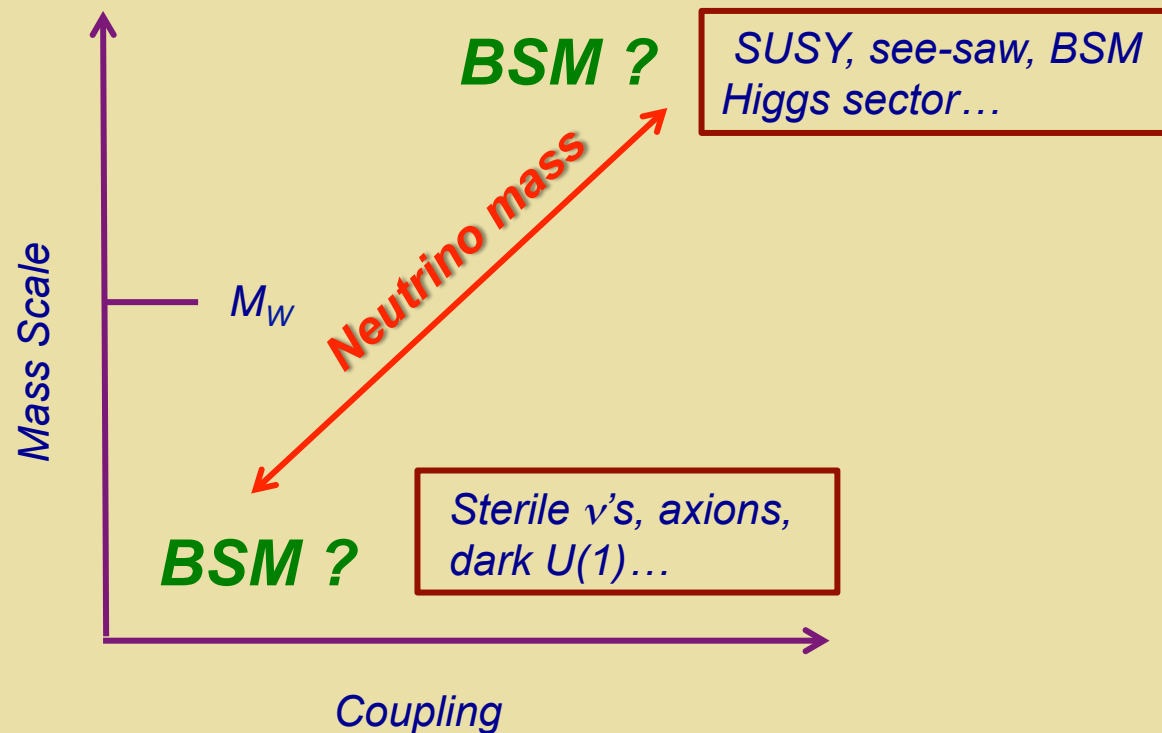 BSM ?
SUSY, see-saw, BSM
Higgs sector…
Neutrino mass
Mass Scale
M_W
Sterile ν's, axions,
dark U(1)…
BSM ?
Coupling